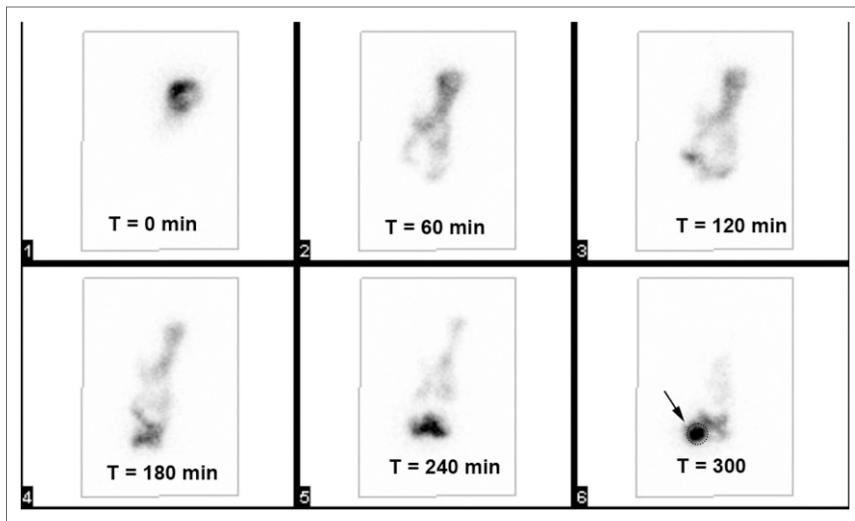 T = 0 min
1
T = 60 min
2
T = 120 min
3
T = 180 min
4
T = 240 min
5
T = 300
6